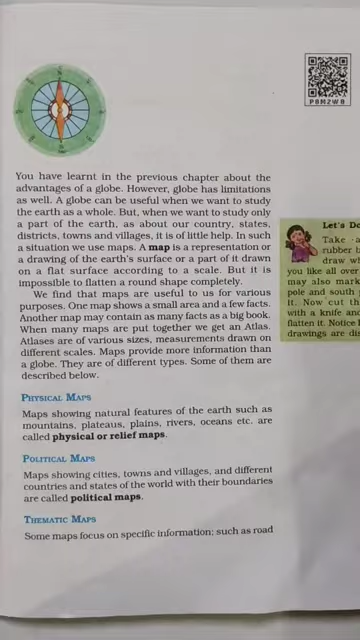 P8M2W8
You have learnt in the previous chapter about the
advantages of a globe. However, globe has limitations
as well. A globe can be useful when we want to study
the earth as a whole. But, when we want to study only
a part of the earth, as about our country, states,
districts, towns and villages, it is of little help. In such
a situation we use maps. A map is a representation or
a drawing of the earth's surface or a part of it drawn
on a flat surface according to a scale. But it is
impossible to flatten a round shape completely.
We find that maps are useful to us for various
purposes. One map shows a small area and a few facts.
Another map may contain as many facts as a big book.
When many maps are put together we get an Atlas.
Atlases are of various sizes, measurements drawn on
different scales. Maps provide more information than
a globe. They are of different types. Some of them are
described below.
PHYSICAL MAPS
Maps showing natural features of the earth such as
mountains, plateaus, plains, rivers, oceans etc. are
called physical or relief maps.
POLITICAL MAPS
Maps showing cities, towns and villages, and different
countries and states of the world with their boundaries
are called political maps.
THEMATIC MAPS
Some maps focus on specific information; such as road
Let's Do
Take a
rubber b
draw wh
you like all over
may also mark
pole and south
it. Now cut th
with a knife and
flatten it. Notice
drawings are dis